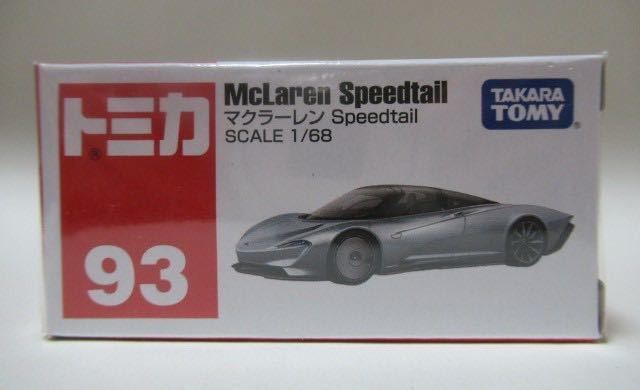 トミカ
®
93
McLaren Speedtail
マクラーレン Speedtail
SCALE 1/68
TAKARA
TOMY